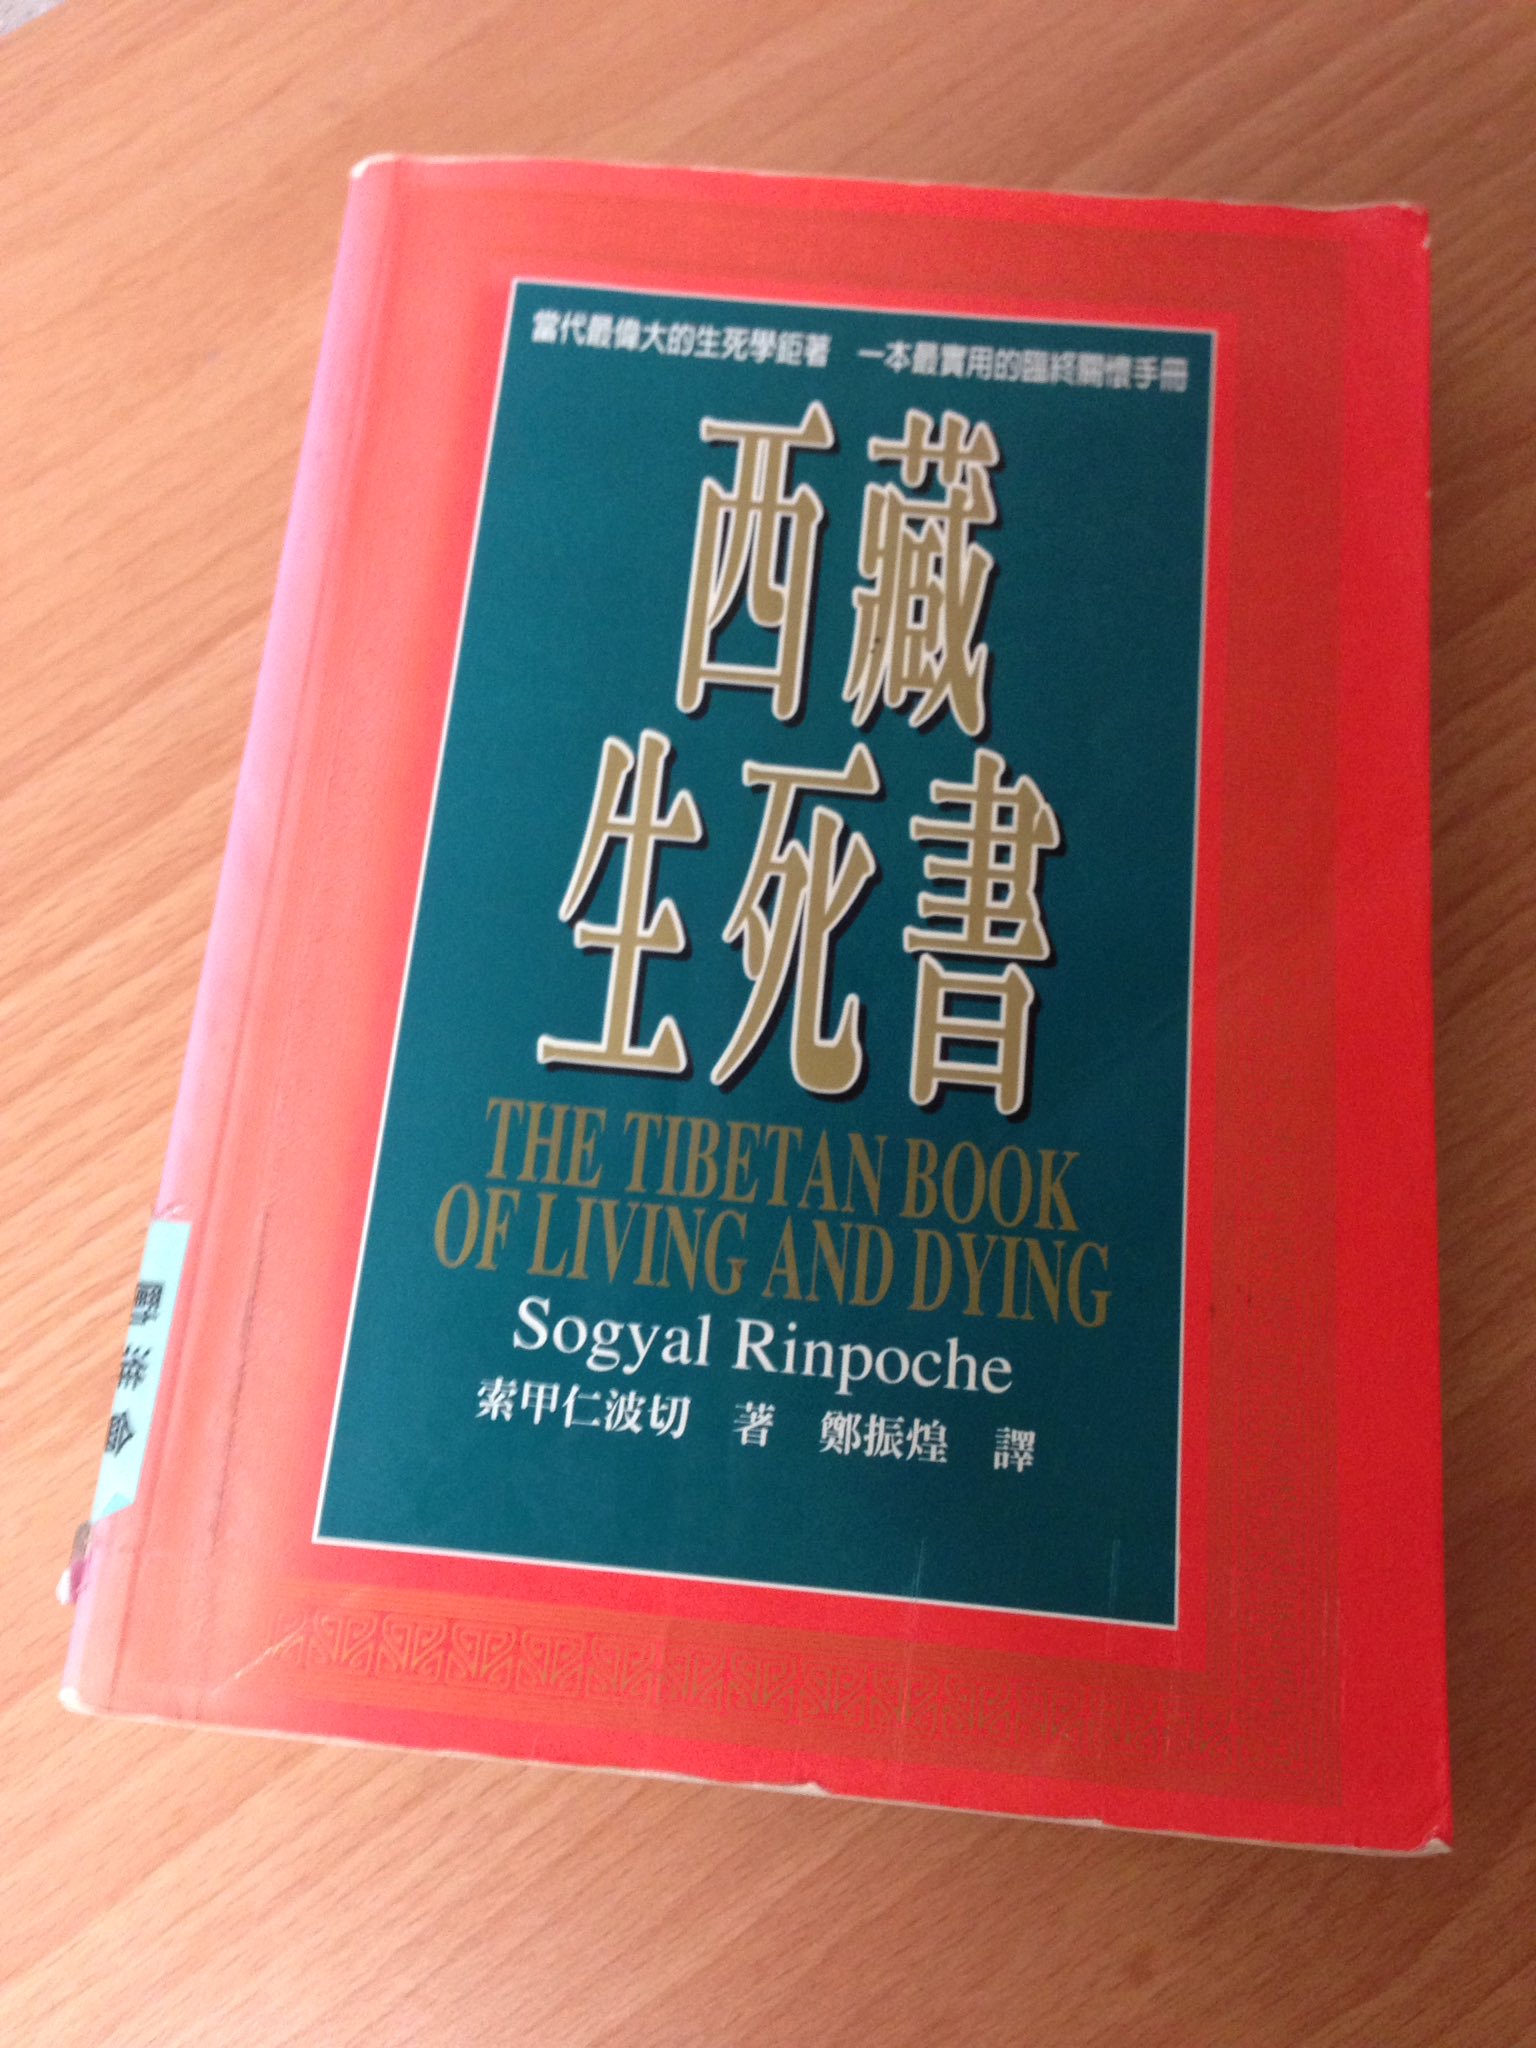 當代最偉大的生死學鉅著 一本最實用的臨終關懷手冊
西藏
生死書
THE TIBETAN BOOK
OF LIVING AND DYING
Sogyal Rinpoche
索甲仁波切 著 鄭振煌 譯